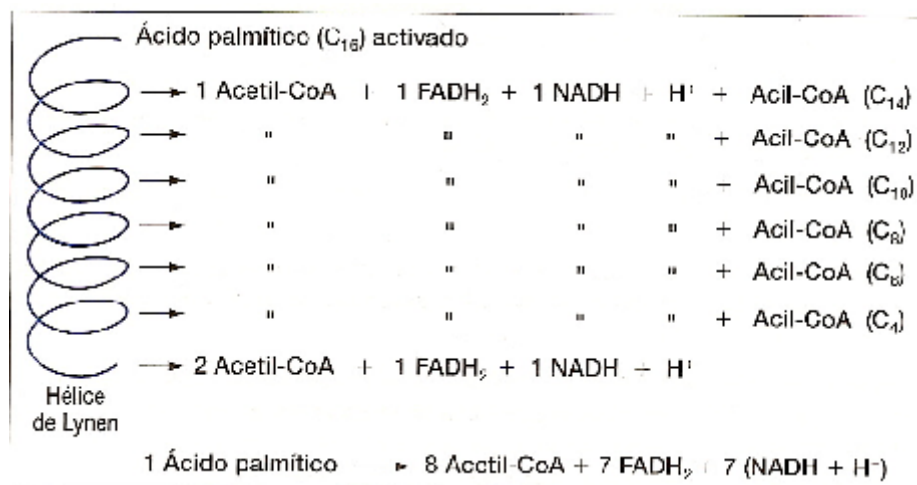 Ácido palmítico (C₁₆) activado
1 Acetil-CoA + 1 FADH₂ + 1 NADH + H⁺ + Acil-CoA (C₁₄)
" " " " + Acil-CoA (C₁₂)
" " " " + Acil-CoA (C₁₀)
" " " " + Acil-CoA (C₈)
" " " " + Acil-CoA (C₆)
" " " " + Acil-CoA (C₄)
2 Acetil-CoA + 1 FADH₂ + 1 NADH + H⁺
Hélice
de Lynen
1 Ácido palmítico ► 8 Acetil-CoA + 7 FADH₂ + 7 (NADH + H⁺)